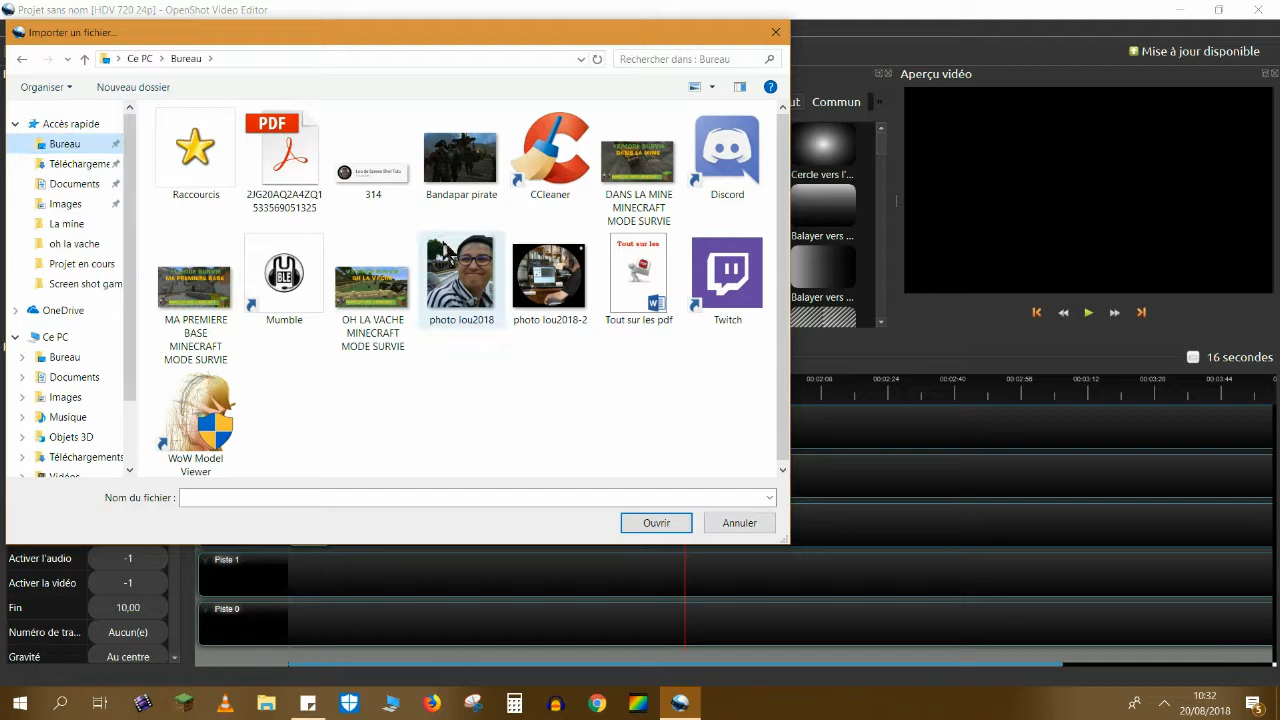 Projet sans nom [HDV 720 24p] - OpenShot Video Editor
Importer un fichier...
Ce PC
Bureau
Rechercher dans : Bureau
Organiser
Nouveau dossier
Mise à jour disponible
Aperçu vidéo
Commun
Accès rapide
Bureau
Téléchargeme
Documents
Images
La mine
oh la vache
Projet en cours
Screen shot gam
OneDrive
Ce PC
Bureau
Documents
Images
Musique
Objets 3D
Téléchargements
Vidéos
PDF
Raccourcis
2JG20AQ2A4ZQ1
533569051325
314
Bandapar pirate
CCleaner
DANS LA MINE
MINECRAFT
MODE SURVIE
Discord
MA PREMIERE
BASE
MINECRAFT
MODE SURVIE
Mumble
OH LA VACHE
MINECRAFT
MODE SURVIE
photo lou2018
photo lou2018-2
Tout sur les
Tout sur les pdf
Twitch
WoW Model
Viewer
Nom du fichier :
Ouvrir
Annuler
Cercle vers l'...
Balayer vers ...
Balayer vers ...
16 secondes
00:02:08
00:02:24
00:02:40
00:02:56
00:03:12
00:03:28
00:03:44
Activer l'audio
-1
Activer la vidéo
-1
Fin
10,00
Numéro de tra...
Aucun(e)
Gravité
Au centre
Piste 1
Piste 0
10:32
20/08/2018
5